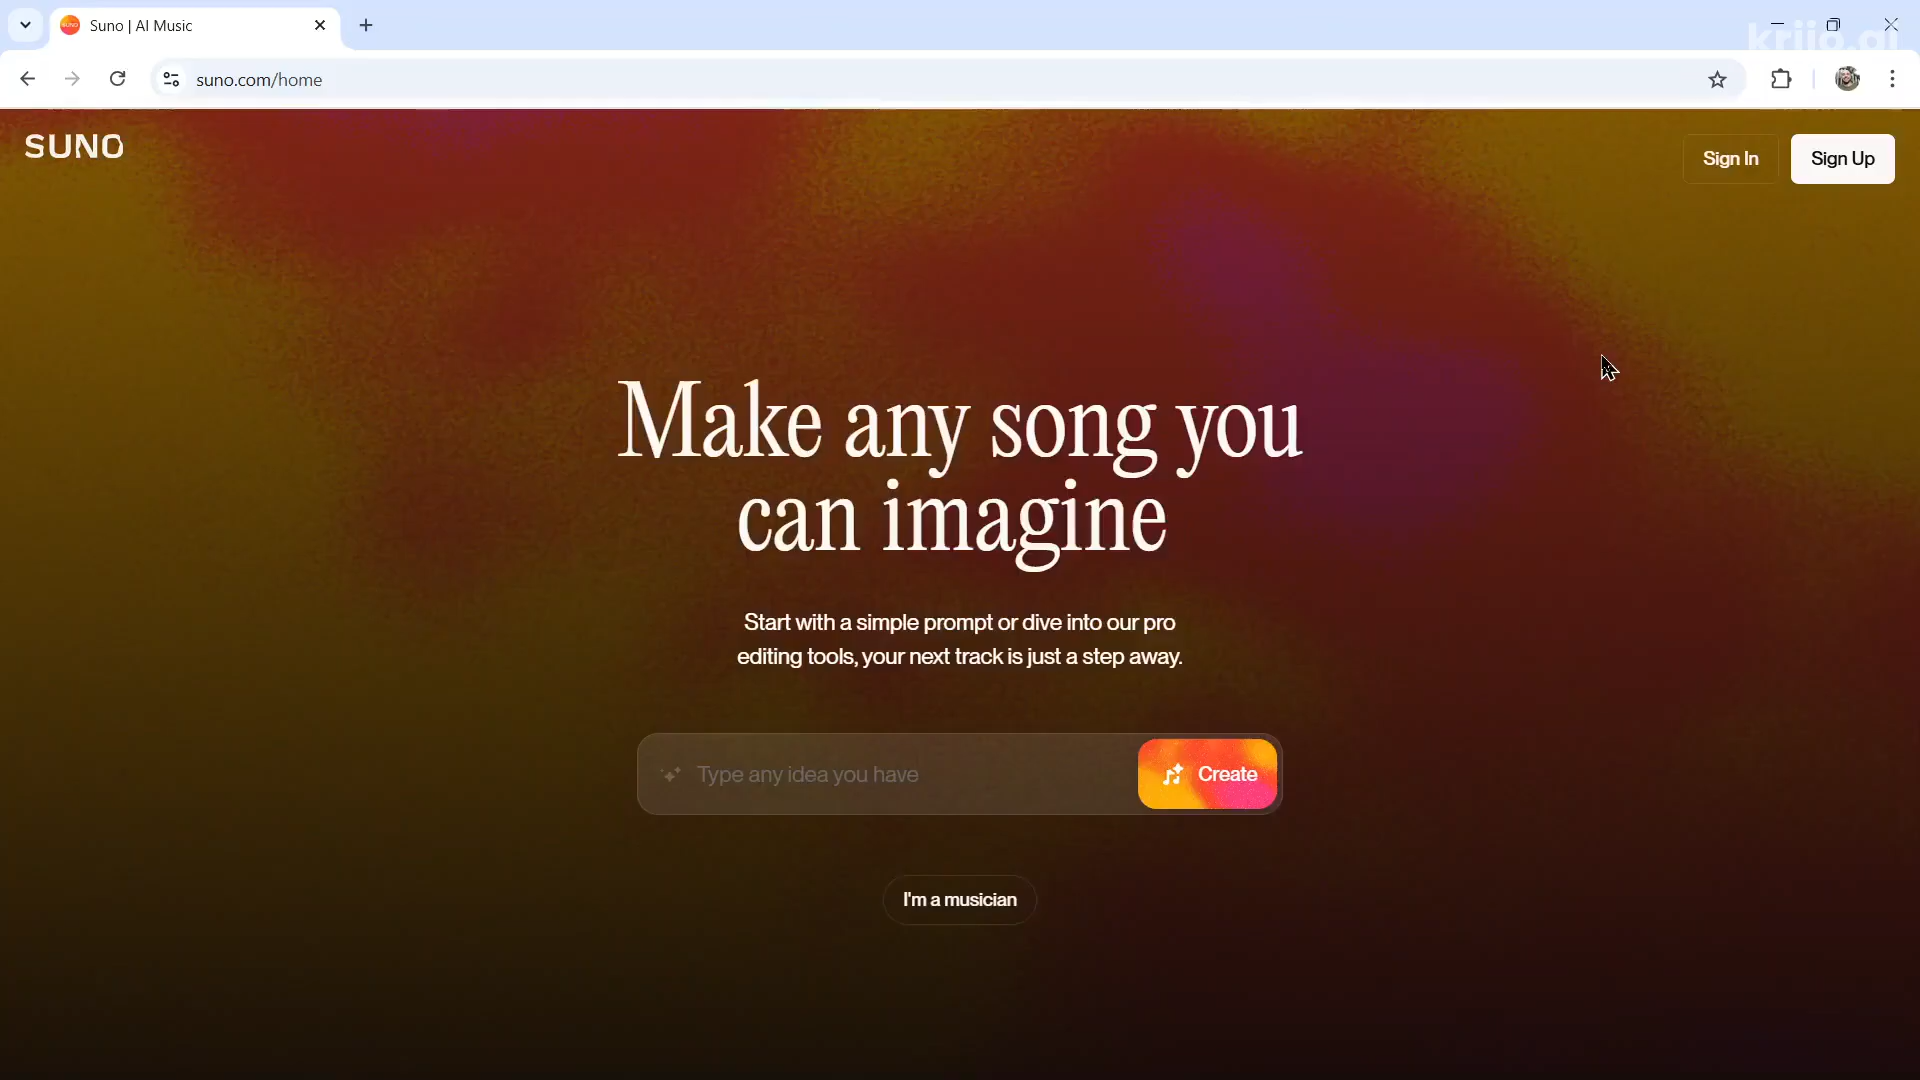 Suno | AI Music
krijo.ai
suno.com/home
SUNO
Sign In
Sign Up
Make any song you
can imagine
Start with a simple prompt or dive into our pro
editing tools, your next track is just a step away.
Type any idea you have
Create
I'm a musician